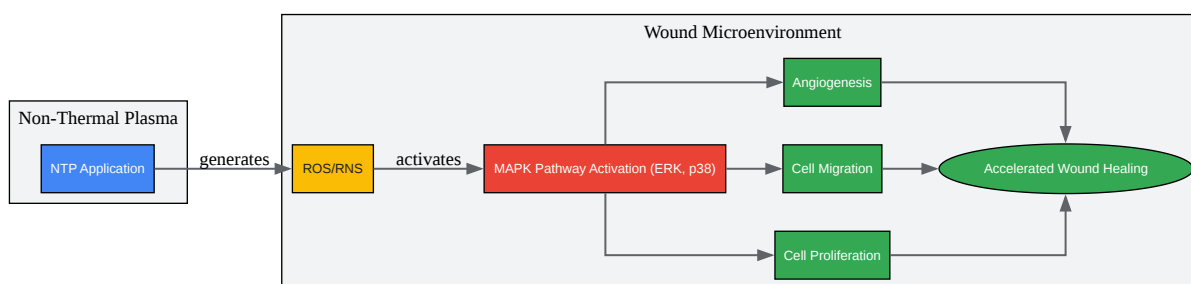 Wound Microenvironment
Non-Thermal Plasma
NTP Application
generates
ROS/RNS
activates
MAPK Pathway Activation (ERK, p38)
Angiogenesis
Cell Migration
Cell Proliferation
Accelerated Wound Healing